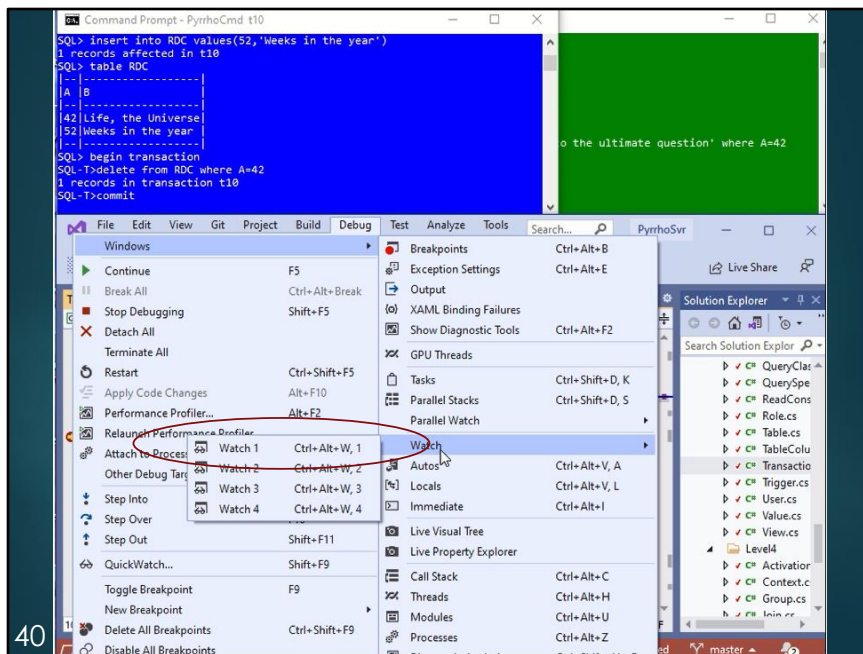 Command Prompt - PyrrhoCmd t10
SQL> insert into RDC values(52,'Weeks in the year')
1 records affected in t10
SQL> table RDC
|--|------------------|
|A |B                 |
|--|------------------|
|42|Life, the Universe|
|52|Weeks in the year |
|--|------------------|
SQL> begin transaction
SQL-T>delete from RDC where A=42
1 records in transaction t10
SQL-T>commit
o the ultimate question' where A=42
File Edit View Git Project Build Debug Test Analyze Tools Search... PyrrhoSvr
Live Share
Windows
Continue F5
Break All Ctrl+Alt+Break
Stop Debugging Shift+F5
Detach All
Terminate All
Restart Ctrl+Shift+F5
Apply Code Changes Alt+F10
Performance Profiler... Alt+F2
Relaunch Performance Profiler
Attach to Proces
Other Debug Targ
Step Into
Step Over
Step Out Shift+F11
QuickWatch... Shift+F9
Toggle Breakpoint F9
New Breakpoint
Delete All Breakpoints Ctrl+Shift+F9
Disable All Breakpoints
Watch 1 Ctrl+Alt+W, 1
Watch 2 Ctrl+Alt+W, 2
Watch 3 Ctrl+Alt+W, 3
Watch 4 Ctrl+Alt+W, 4
Breakpoints Ctrl+Alt+B
Exception Settings Ctrl+Alt+E
Output
XAML Binding Failures
Show Diagnostic Tools Ctrl+Alt+F2
GPU Threads
Tasks Ctrl+Shift+D, K
Parallel Stacks Ctrl+Shift+D, S
Parallel Watch
Watch
Autos Ctrl+Alt+V, A
Locals Ctrl+Alt+V, L
Immediate Ctrl+Alt+I
Live Visual Tree
Live Property Explorer
Call Stack Ctrl+Alt+C
Threads Ctrl+Alt+H
Modules Ctrl+Alt+U
Processes Ctrl+Alt+Z
Solution Explorer
Search Solution Explor
C# QueryClas
C# QuerySpe
C# ReadCons
C# Role.cs
C# Table.cs
C# TableColu
C# Transactio
C# Trigger.cs
C# User.cs
C# Value.cs
C# View.cs
Level4
C# Activation
C# Context.c
C# Group.cs
C# Join.cs
master
2
40